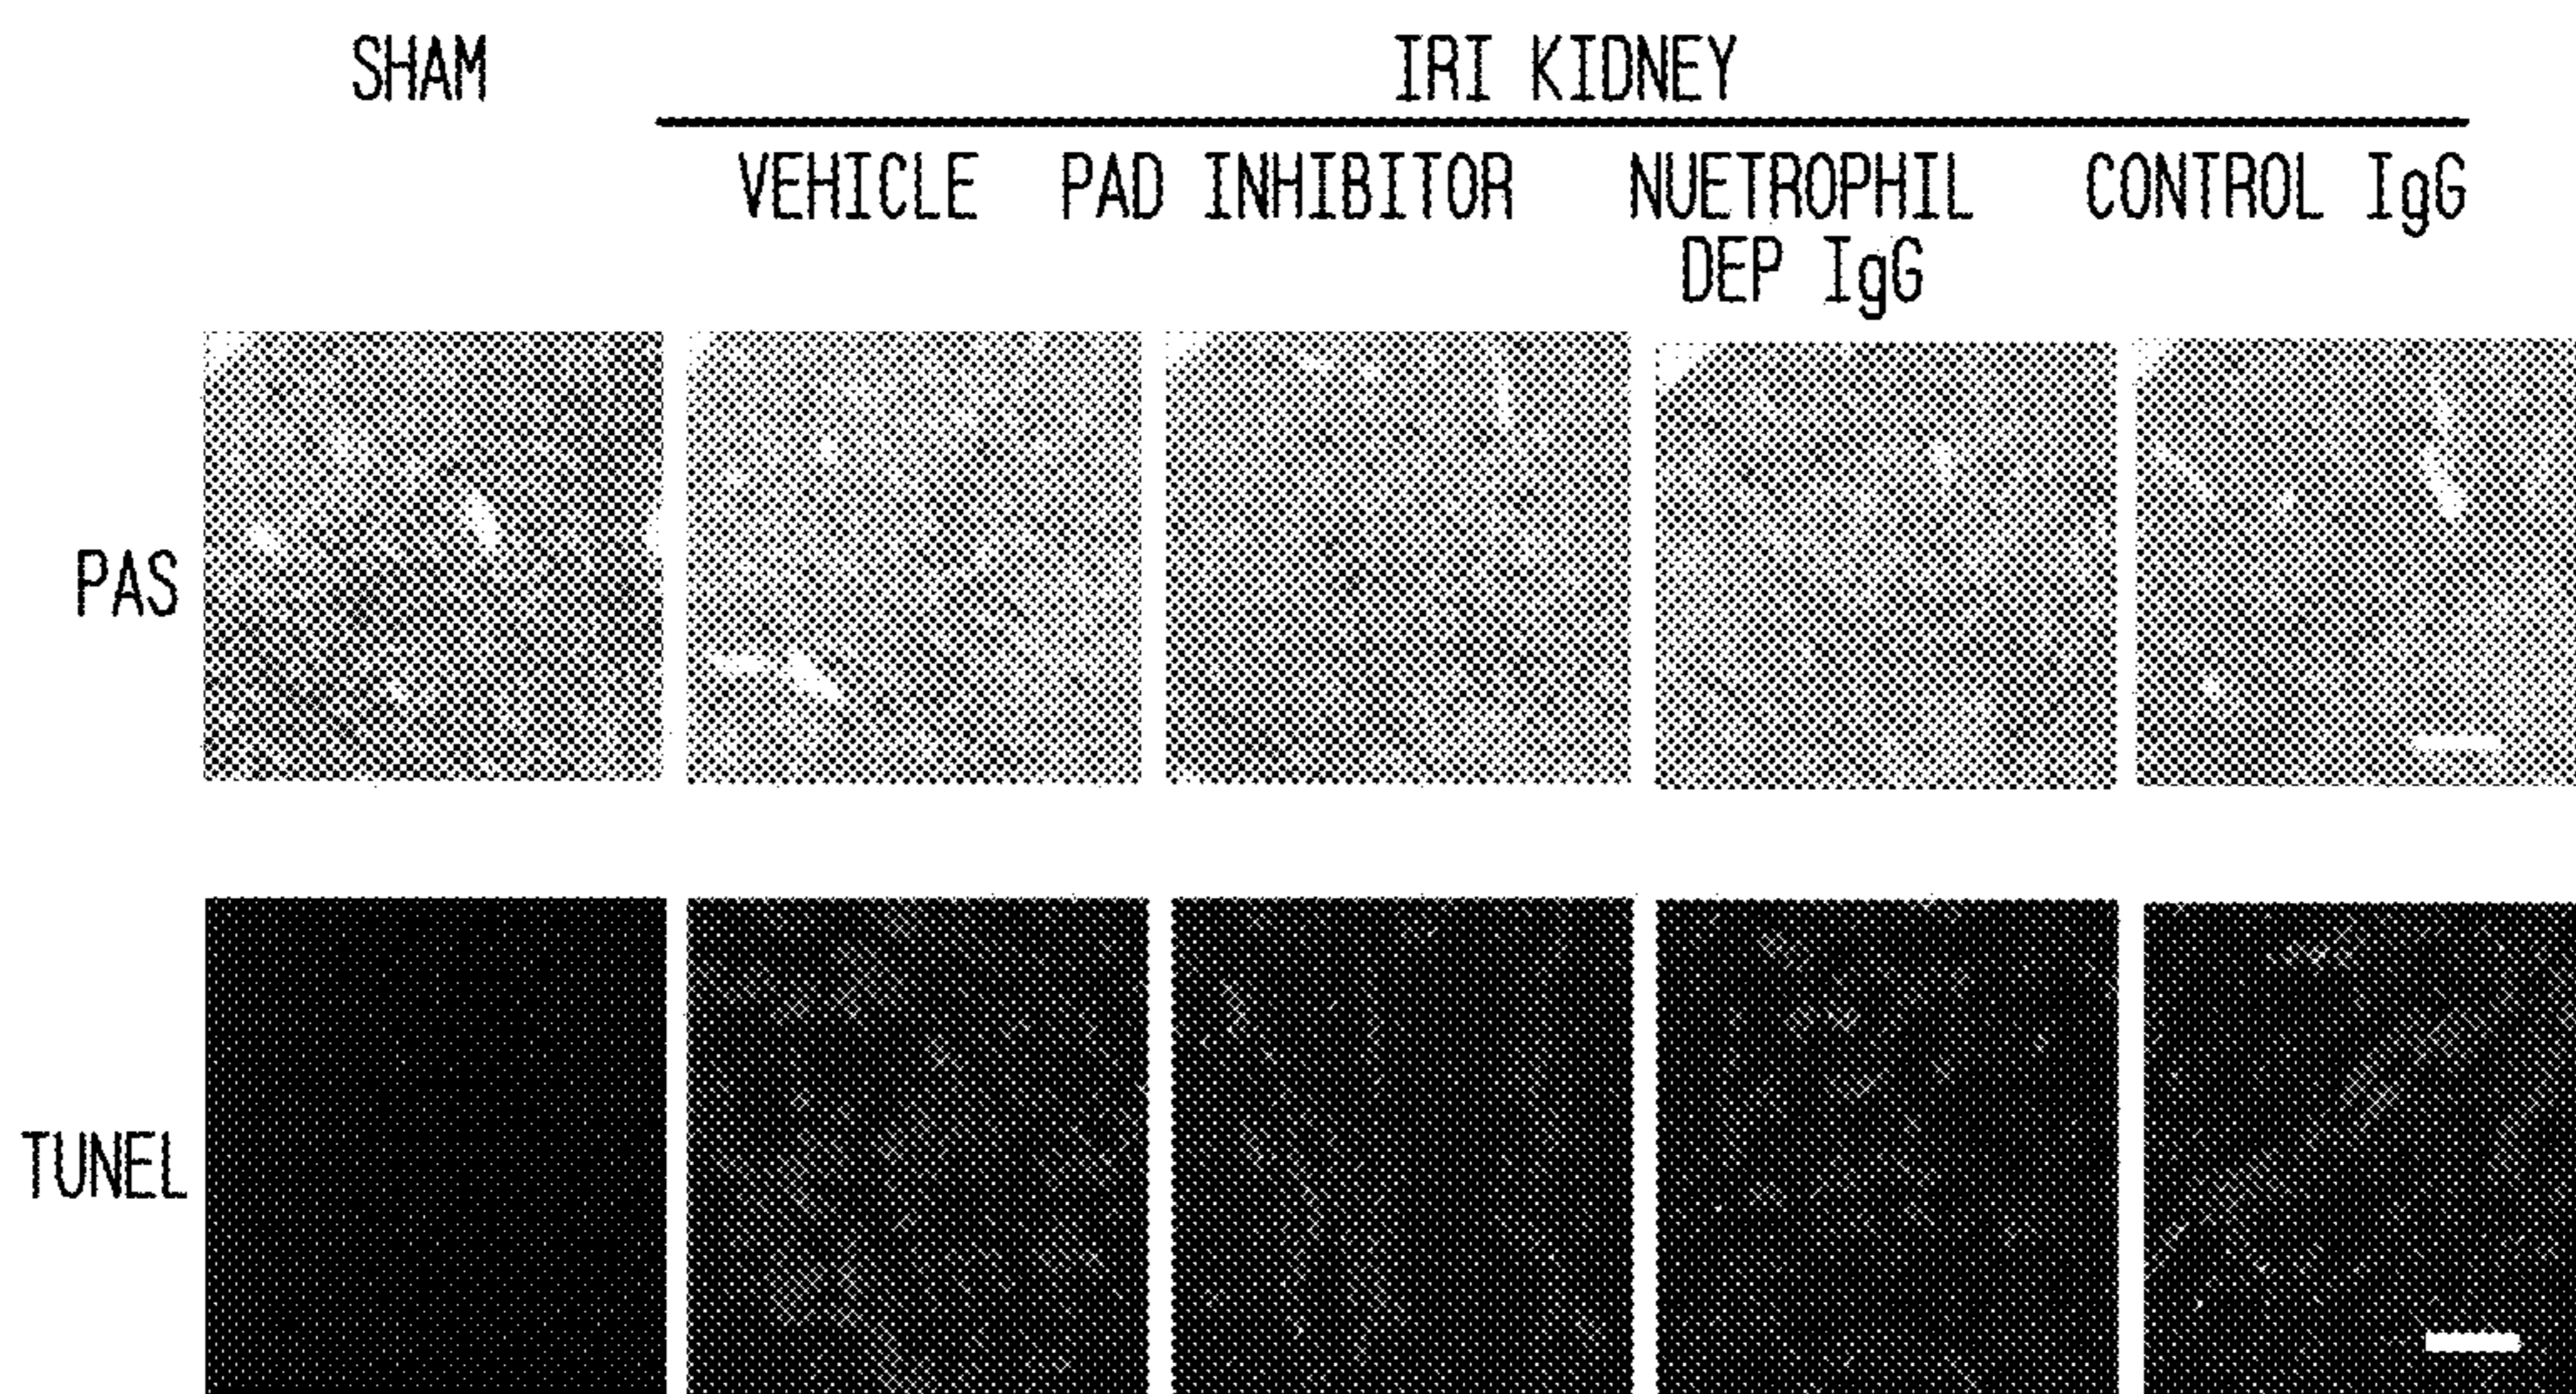 SHAM
IRI KIDNEY
VEHICLE
PAD INHIBITOR
NUETROPHIL
DEP IgG
CONTROL IgG
PAS
TUNEL